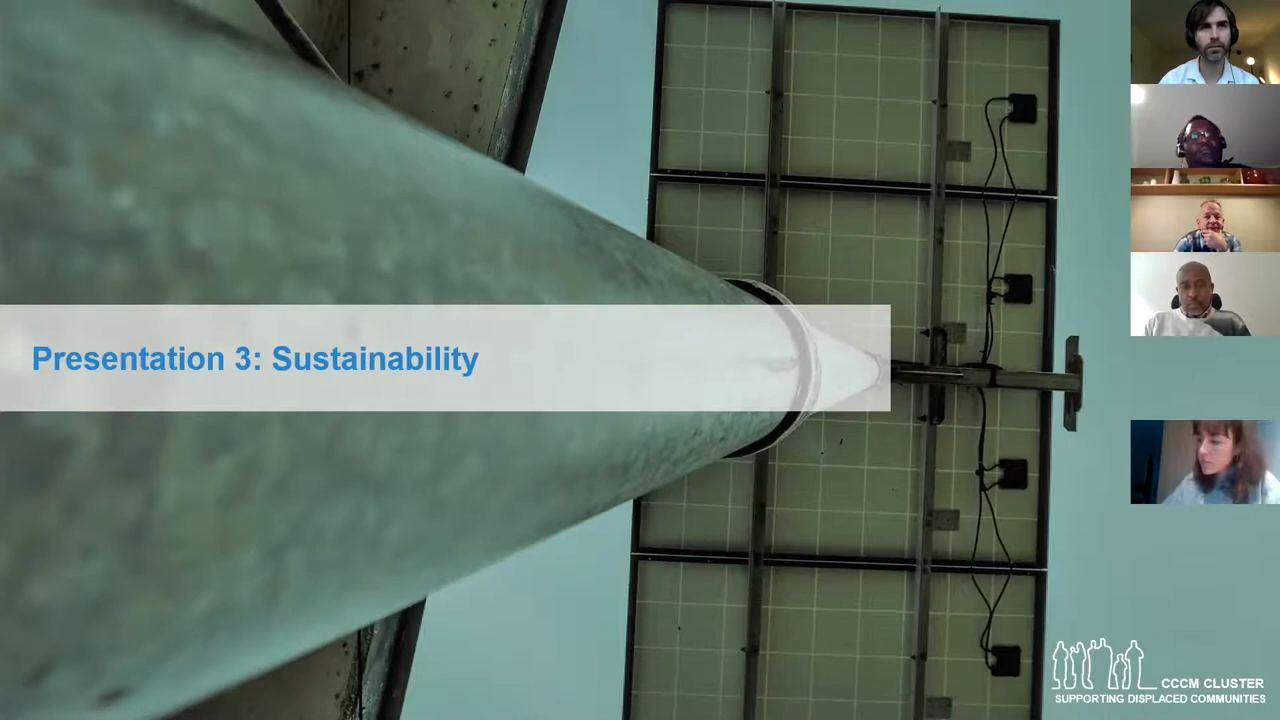 Presentation 3: Sustainability
CCCM CLUSTER
SUPPORTING DISPLACED COMMUNITIES